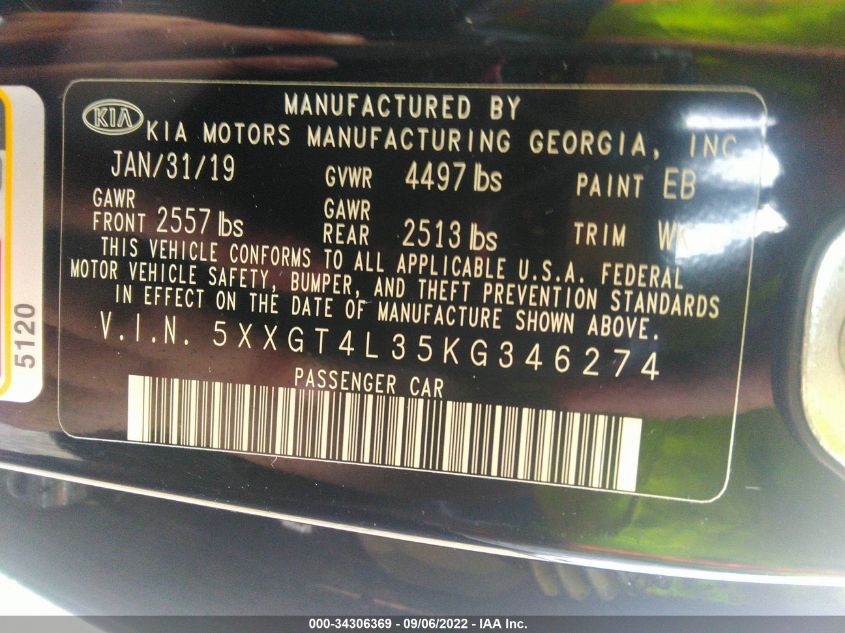 MANUFACTURED BY
KIA KIA MOTORS MANUFACTURING GEORGIA, INC
JAN/31/19 GVWR 4497 lbs PAINT EB
GAWR FRONT 2557 lbs GAWR REAR 2513 lbs TRIM WK
THIS VEHICLE CONFORMS TO ALL APPLICABLE U.S.A. FEDERAL
MOTOR VEHICLE SAFETY, BUMPER, AND THEFT PREVENTION STANDARDS
IN EFFECT ON THE DATE OF MANUFACTURE SHOWN ABOVE.
V.I.N. 5XXGT4L35KG346274
PASSENGER CAR
5120
000-34306369 - 09/06/2022 - IAA Inc.